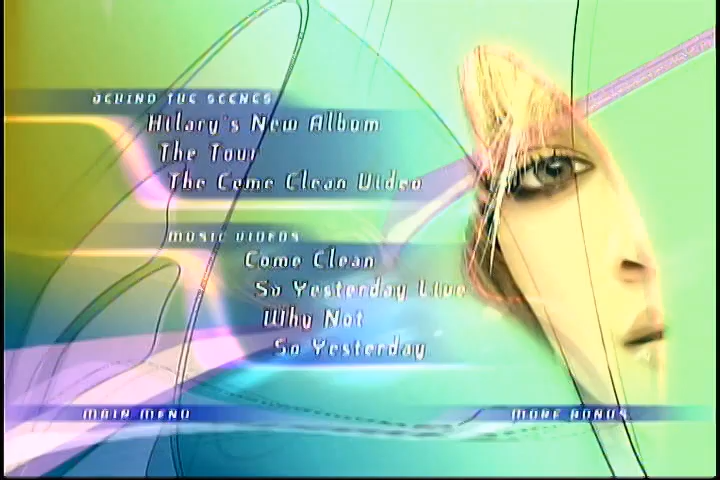 BEHIND THE SCENES
Hilary's New Album
The Tour
The Come Clean Video
MUSIC VIDEOS
Come Clean
So Yesterday Live
Why Not
So Yesterday
MAIN MENU
MORE BONUS